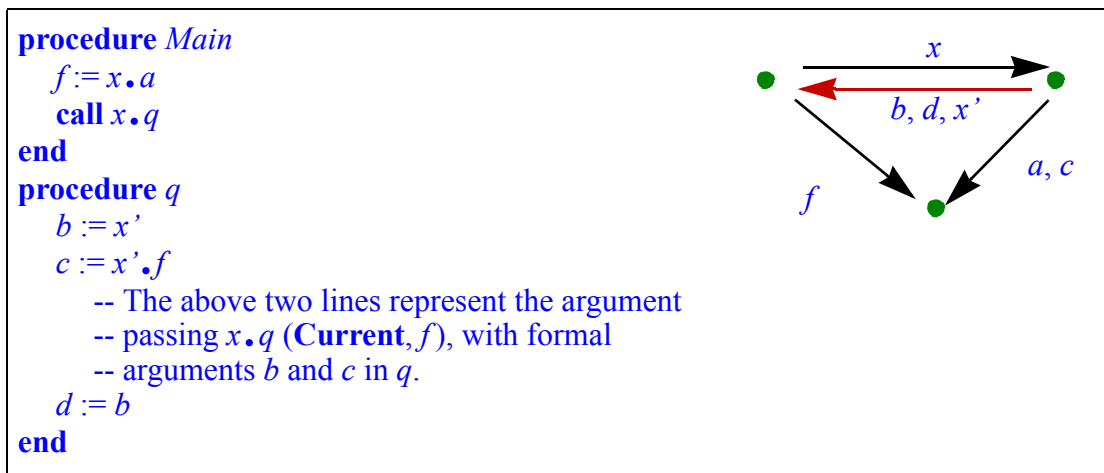 procedure Main
f := x.a
call x.q
end
procedure q
b := x’
c := x’.f
-- The above two lines represent the argument
-- passing x.q (Current, f), with formal
-- arguments b and c in q.
d := b
end
x
b, d, x’
a, c
f